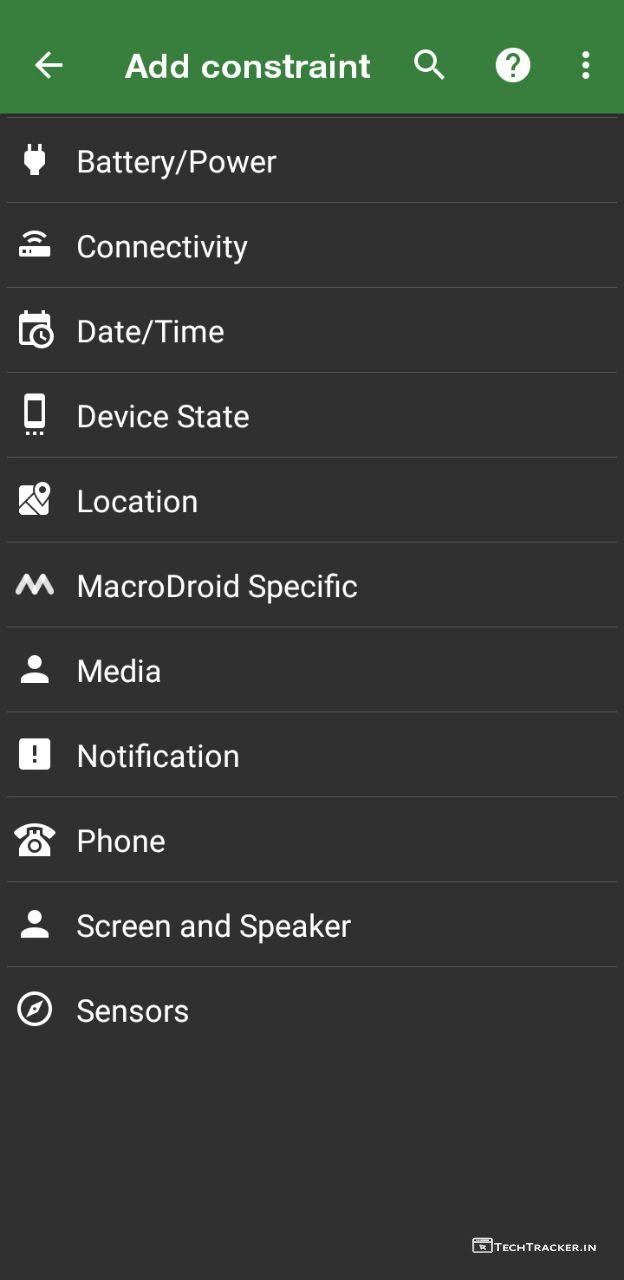 Add constraint
Battery/Power
Connectivity
Date/Time
Device State
Location
MacroDroid Specific
Media
Notification
Phone
Screen and Speaker
Sensors
TECHTRACKER.IN